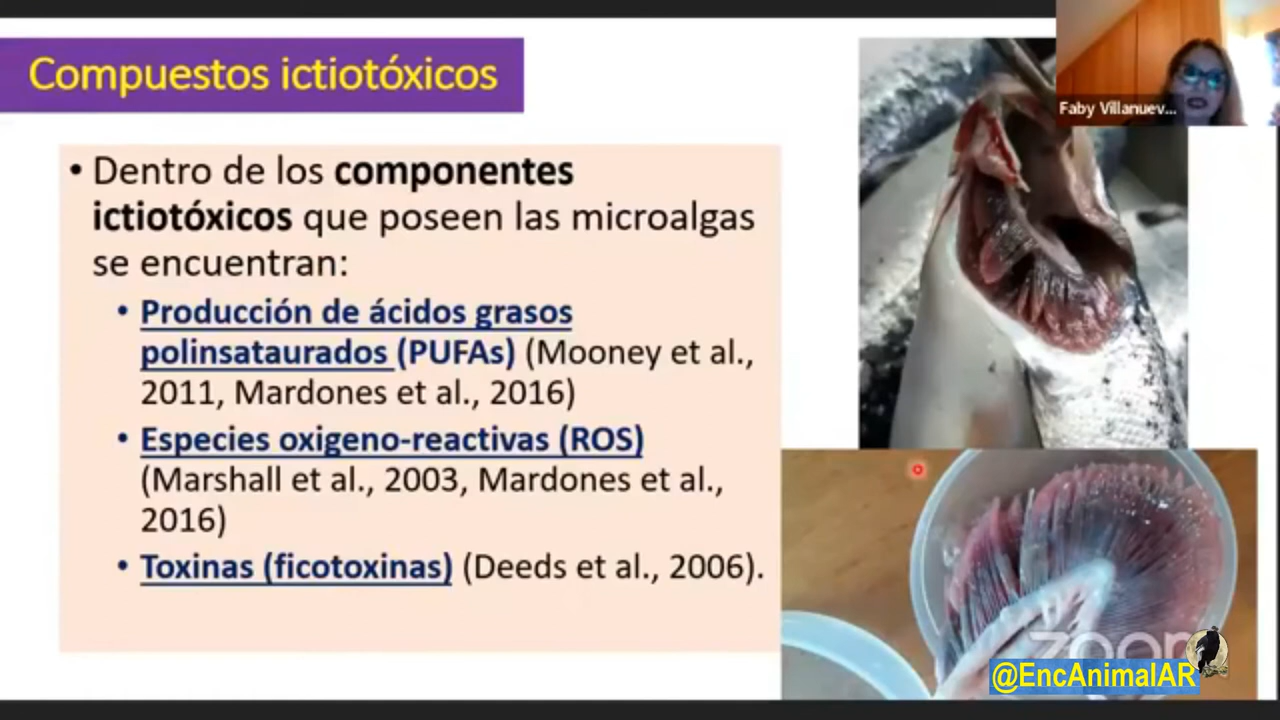 Compuestos ictiotóxicos
Faby Villanuev...
• Dentro de los componentes
ictiotóxicos que poseen las microalgas
se encuentran:
• Producción de ácidos grasos
polinsataurados (PUFAs) (Mooney et al.,
2011, Mardones et al., 2016)
• Especies oxigeno-reactivas (ROS)
(Marshall et al., 2003, Mardones et al.,
2016)
• Toxinas (ficotoxinas) (Deeds et al., 2006).
zoom
@EncAnimalAR